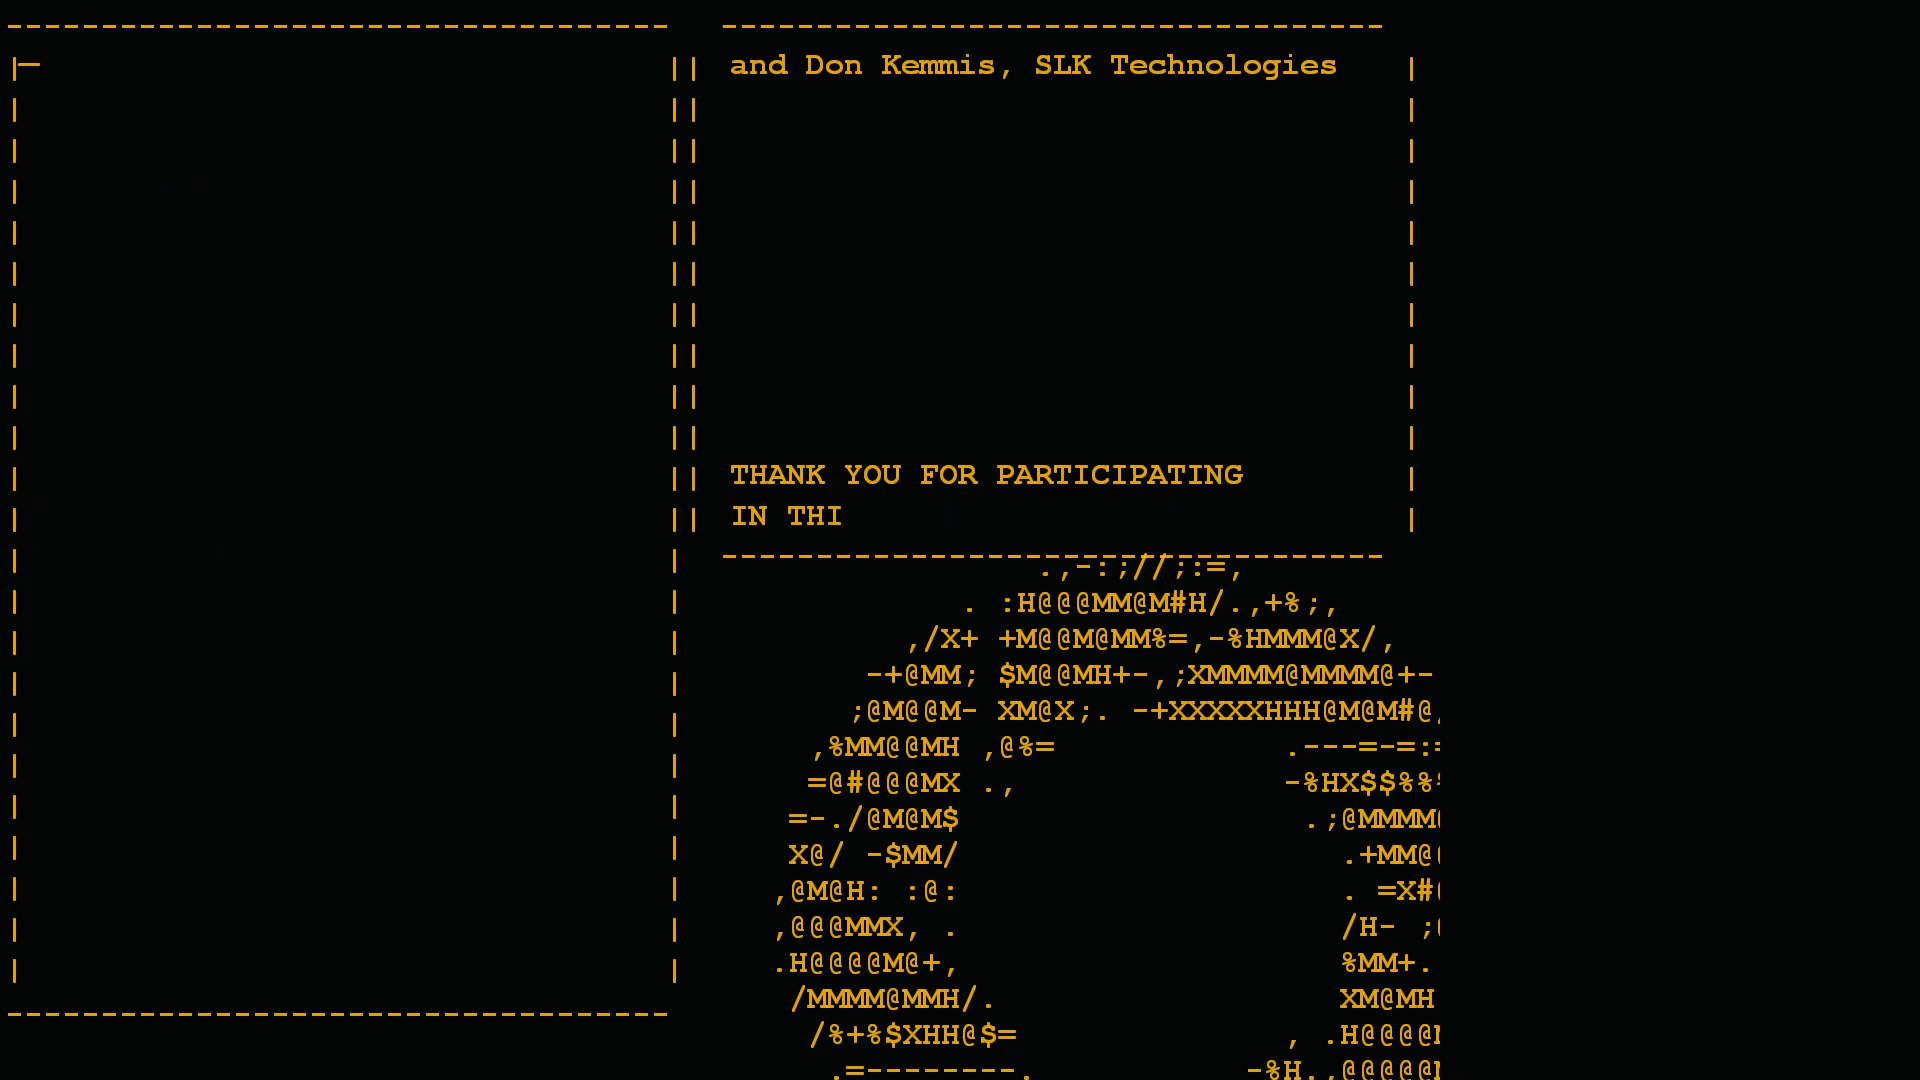 and Don Kemmis, SLK Technologies
THANK YOU FOR PARTICIPATING
IN THI